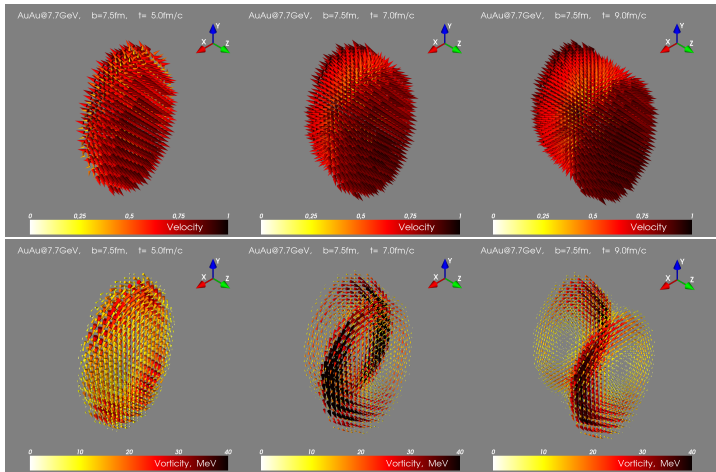 AuAu@7.7GeV, b=7.5fm, t= 5.0fm/c
X Y Z
0 0,25 0,5 0,75 1
Velocity
AuAu@7.7GeV, b=7.5fm, t= 7.0fm/c
X Y Z
0 0,25 0,5 0,75 1
Velocity
AuAu@7.7GeV, b=7.5fm, t= 9.0fm/c
X Y Z
0 0,25 0,5 0,75 1
Velocity
AuAu@7.7GeV, b=7.5fm, t= 5.0fm/c
X Y Z
0 10 20 30 40
Vorticity, MeV
AuAu@7.7GeV, b=7.5fm, t= 7.0fm/c
X Y Z
0 10 20 30 40
Vorticity, MeV
AuAu@7.7GeV, b=7.5fm, t= 9.0fm/c
X Y Z
0 10 20 30 40
Vorticity, MeV